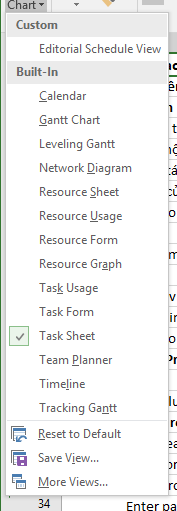 Chart
Custom
Editorial Schedule View
Built-In
Calendar
Gantt Chart
Leveling Gantt
Network Diagram
Resource Sheet
Resource Usage
Resource Form
Resource Graph
Task Usage
Task Form
Task Sheet
Team Planner
Timeline
Tracking Gantt
Reset to Default
Save View...
More Views...
34
Enter pa